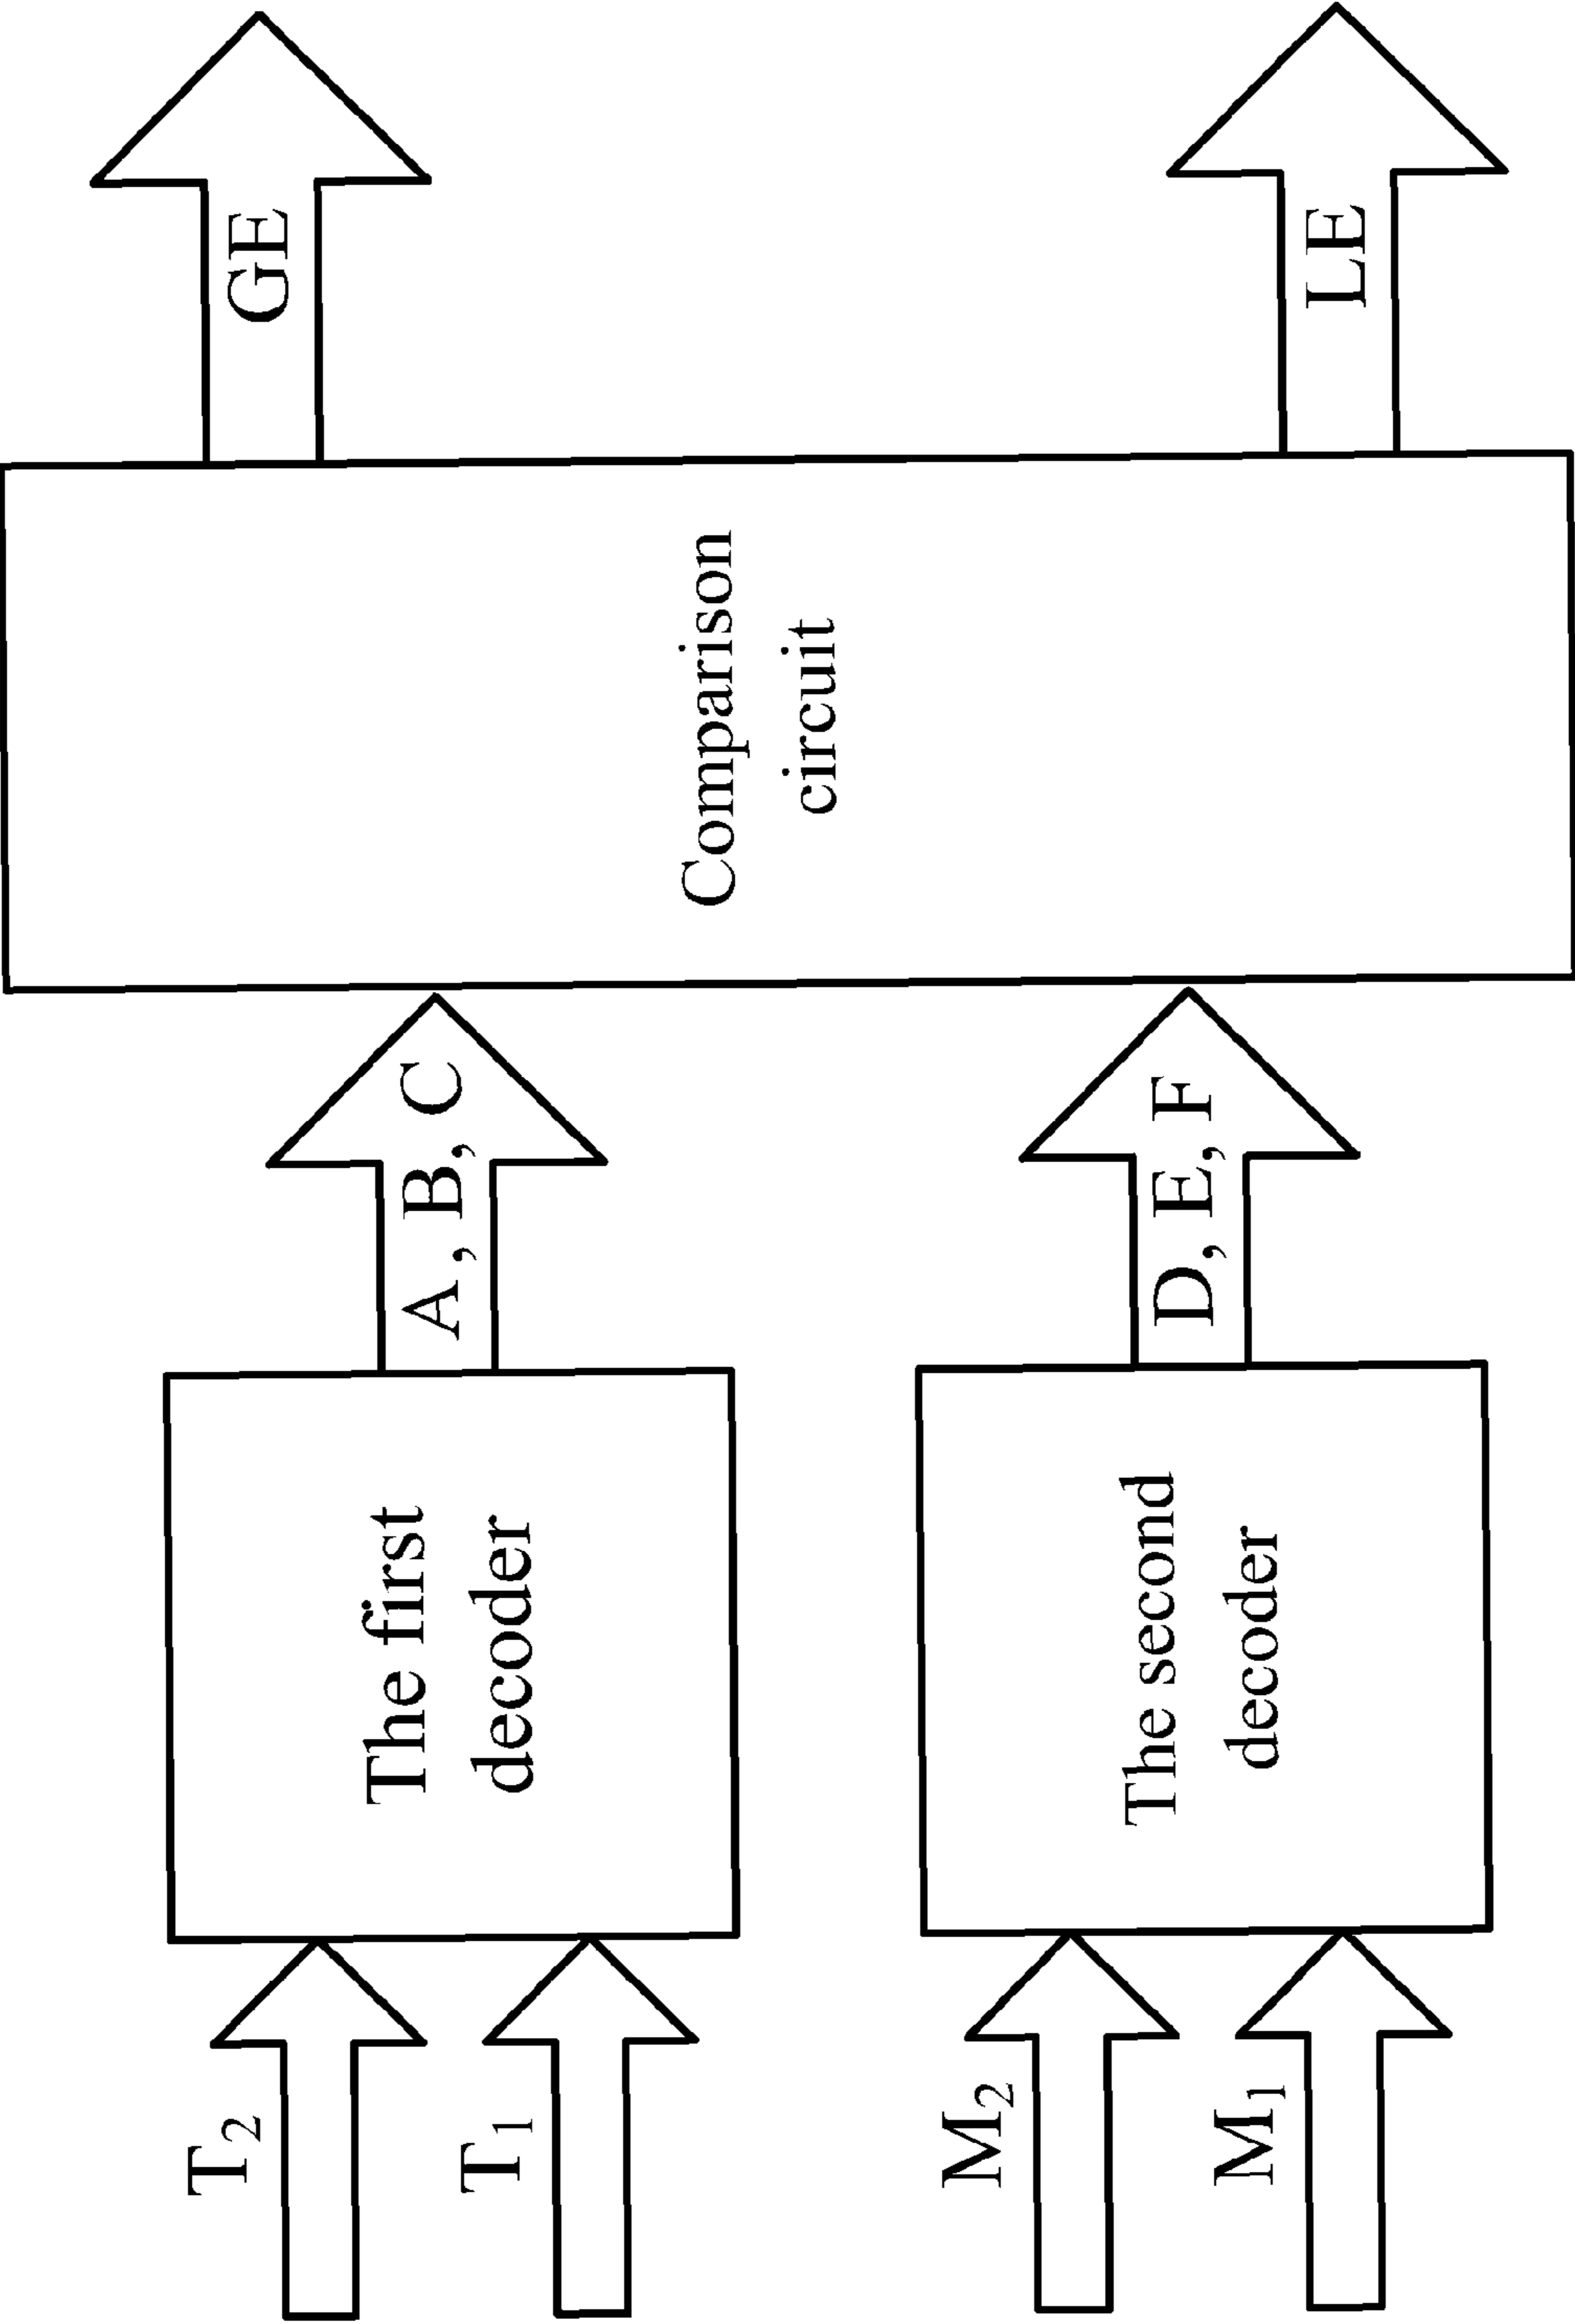 T2
T1
The first
decoder
A, B, C
M2
M1
The second
decoder
D, E, F
Comparison
circuit
GE
LE